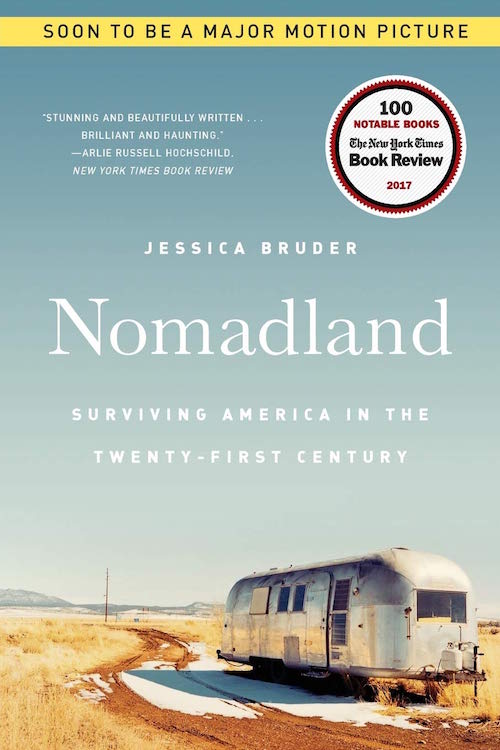 SOON TO BE A MAJOR MOTION PICTURE
"STUNNING AND BEAUTIFULLY WRITTEN . . .
BRILLIANT AND HAUNTING."
—ARLIE RUSSELL HOCHSCHILD,
NEW YORK TIMES BOOK REVIEW
100
NOTABLE BOOKS
The New York Times
Book Review
2017
JESSICA BRUDER
Nomadland
SURVIVING AMERICA IN THE
TWENTY-FIRST CENTURY